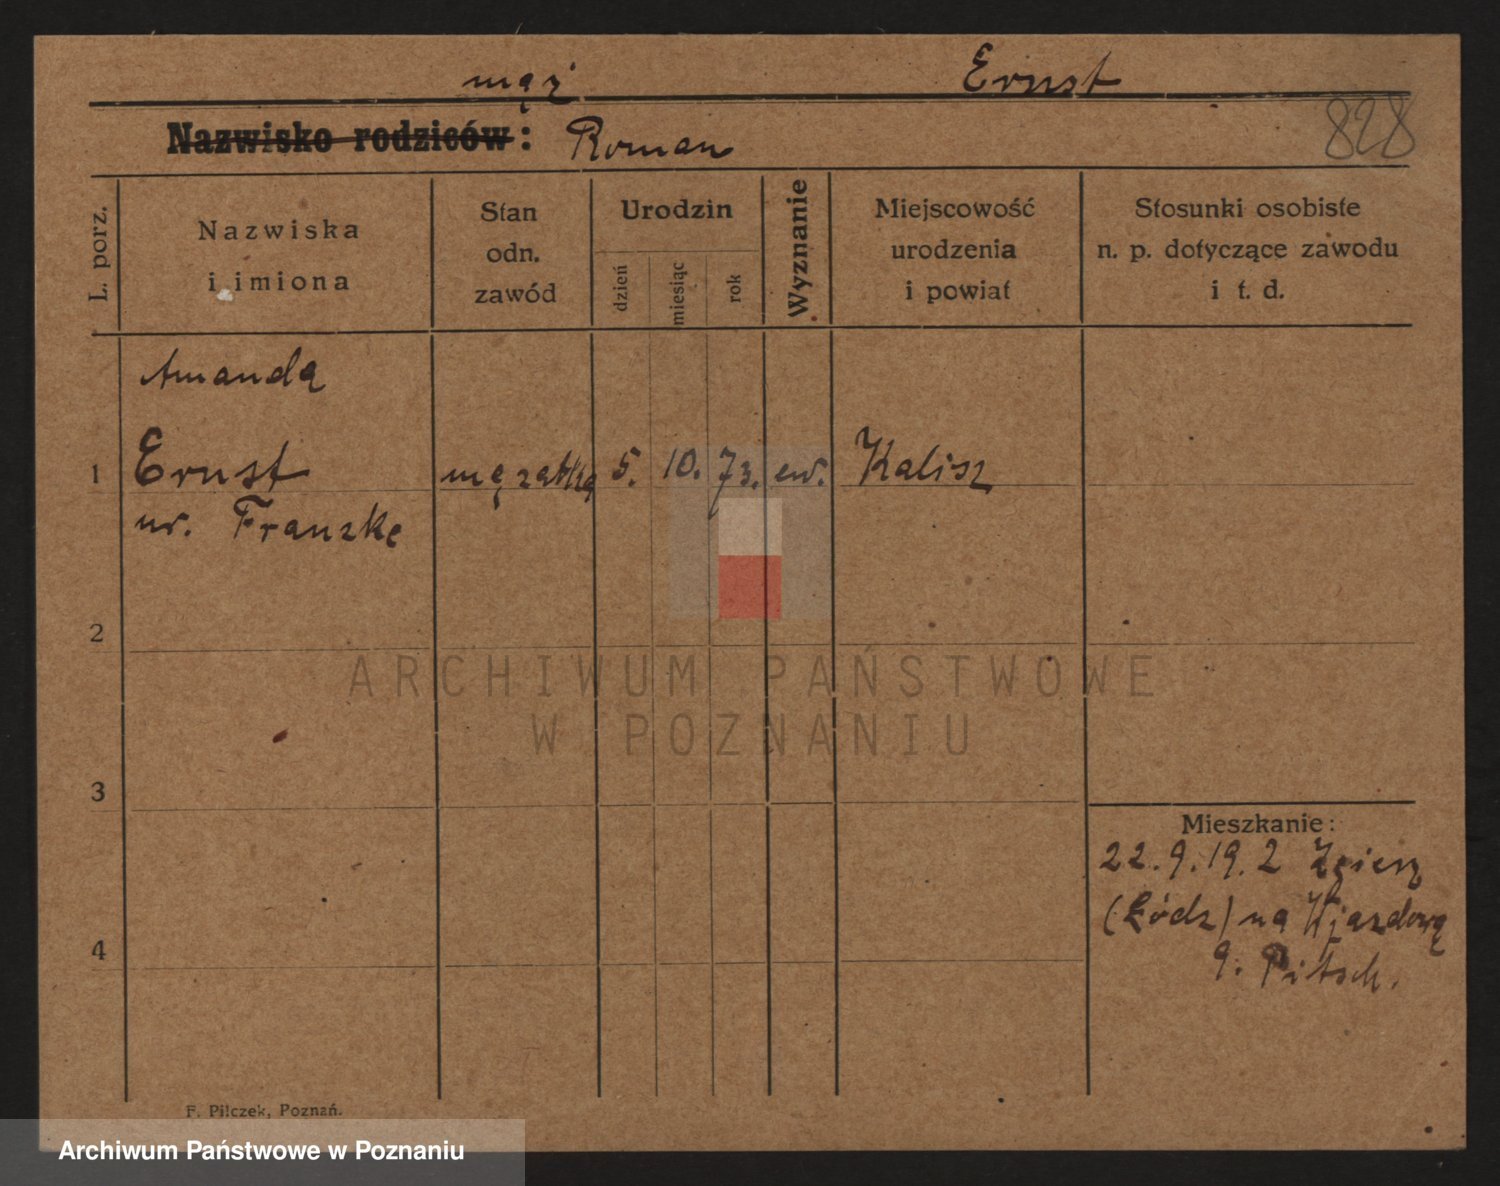 mąż Ernst
Nazwisko rodziców: Roman
828
L. porz.
Nazwiska
i imiona
Stan
odn.
zawód
Urodzin
dzień
miesiąc
rok
Wyznanie
Miejscowość
urodzenia
i powiat
Stosunki osobiste
n. p. dotyczące zawodu
i t. d.
Amanda
1 Ernst mężatka 5. 10. 73. ew. Kalisz
ur. Franzke
2
3
4
Mieszkanie:
22.9.19.2 Zgierz
(Łódz) na
9. Pitsch.
F. Pilczek, Poznań.
ARCHIWUM PAŃSTWOWE
W POZNANIU
Archiwum Państwowe w Poznaniu